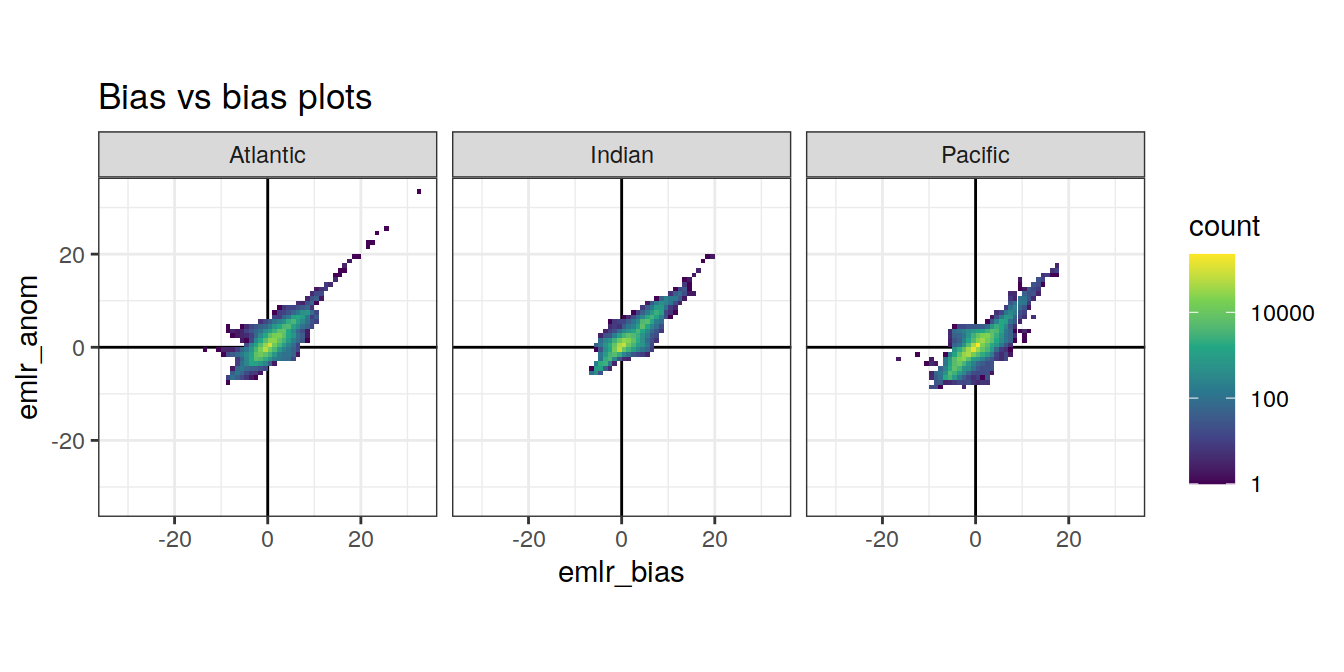 Bias vs bias plots
Atlantic Indian Pacific
count
10000
100
1
emlr_anom
20
0
-20
-20 0 20 -20 0 20 -20 0 20
emlr_bias